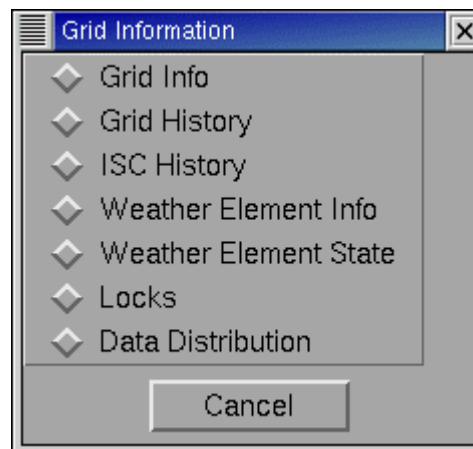 Grid Information
Grid Info
Grid History
ISC History
Weather Element Info
Weather Element State
Locks
Data Distribution
Cancel